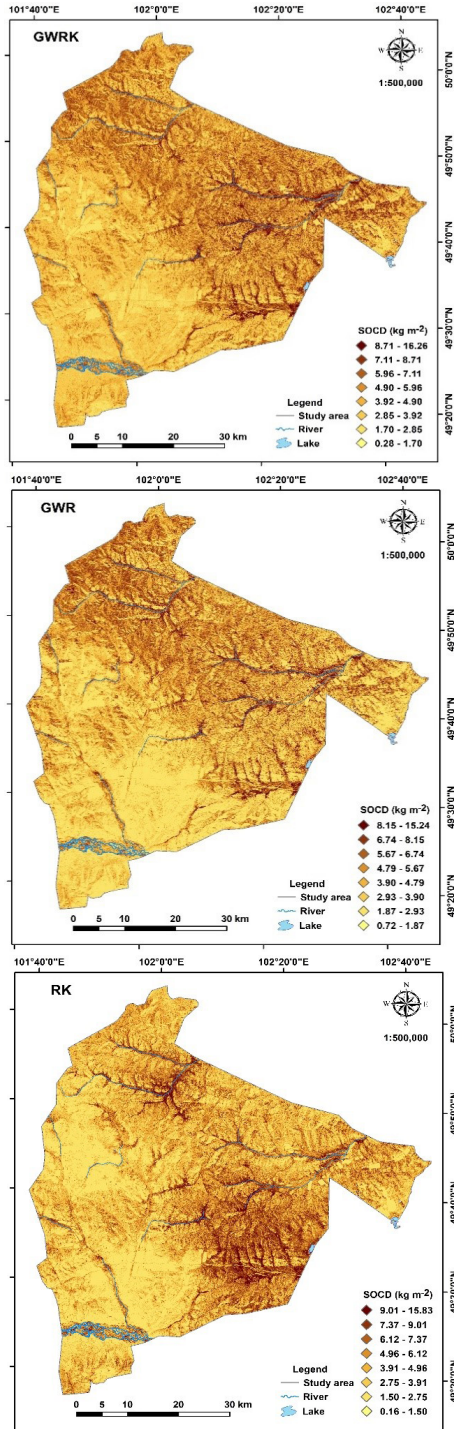 101°40'0"E 102°0'0"E 102°20'0"E 102°40'0"E
GWRK
N
W E
S
1:500,000
50°0'0"N
49°50'0"N
49°40'0"N
49°30'0"N
49°20'0"N
SOCD (kg m-2)
8.71 - 16.26
7.11 - 8.71
5.96 - 7.11
4.90 - 5.96
3.92 - 4.90
2.85 - 3.92
1.70 - 2.85
0.28 - 1.70
Legend
Study area
River
Lake
0 5 10 20 30 km
101°40'0"E 102°0'0"E 102°20'0"E 102°40'0"E
GWR
N
W E
S
1:500,000
50°0'0"N
49°50'0"N
49°40'0"N
49°30'0"N
49°20'0"N
SOCD (kg m-2)
8.15 - 15.24
6.74 - 8.15
5.67 - 6.74
4.79 - 5.67
3.90 - 4.79
2.93 - 3.90
1.87 - 2.93
0.72 - 1.87
Legend
Study area
River
Lake
0 5 10 20 30 km
101°40'0"E 102°0'0"E 102°20'0"E 102°40'0"E
RK
N
W E
S
1:500,000
SOCD (kg m-2)
9.01 - 15.83
7.37 - 9.01
6.12 - 7.37
4.96 - 6.12
3.91 - 4.96
2.75 - 3.91
1.50 - 2.75
0.16 - 1.50
Legend
Study area
River
Lake
0 5 10 20 30 km